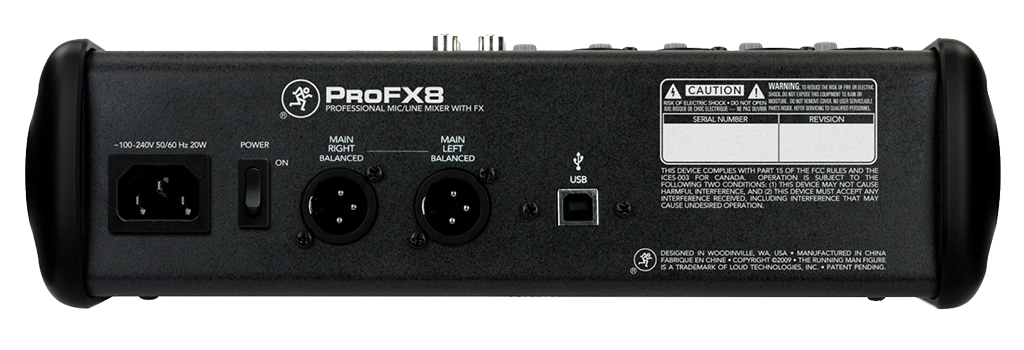 PROFX8
®
PROFESSIONAL MIC/LINE MIXER WITH FX
~100-240V 50/60 Hz 20W
POWER
ON
MAIN
RIGHT
BALANCED
MAIN
LEFT
BALANCED
USB
CAUTION
RISK OF ELECTRIC SHOCK • DO NOT OPEN
AVIS: RISQUE DE CHOC ELECTRIQUE — NE PAS OUVRIR
WARNING: TO REDUCE THE RISK OF FIRE OR ELECTRIC
SHOCK, DO NOT EXPOSE THIS EQUIPMENT TO RAIN OR
MOISTURE. DO NOT REMOVE COVER. NO USER SERVICEABLE
PARTS INSIDE. REFER SERVICING TO QUALIFIED PERSONNEL.
SERIAL NUMBER
REVISION
THIS DEVICE COMPLIES WITH PART 15 OF THE FCC RULES AND THE
ICES-003 FOR CANADA. OPERATION IS SUBJECT TO THE
FOLLOWING TWO CONDITIONS: (1) THIS DEVICE MAY NOT CAUSE
HARMFUL INTERFERENCE, AND (2) THIS DEVICE MUST ACCEPT ANY
INTERFERENCE RECEIVED, INCLUDING INTERFERENCE THAT MAY
CAUSE UNDESIRED OPERATION.
®
DESIGNED IN WOODINVILLE, WA, USA • MANUFACTURED IN CHINA
FABRIQUE EN CHINE • COPYRIGHT ©2009 • THE RUNNING MAN FIGURE
IS A TRADEMARK OF LOUD TECHNOLOGIES, INC. • PATENT PENDING.